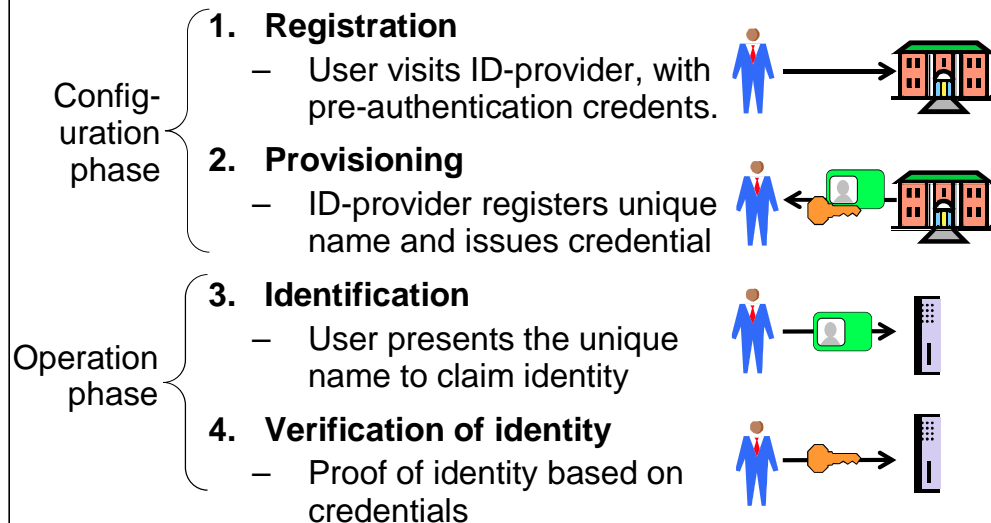 Config-
uration
phase
1. Registration
– User visits ID-provider, with
pre-authentication credents.
2. Provisioning
– ID-provider registers unique
name and issues credential
Operation
phase
3. Identification
– User presents the unique
name to claim identity
4. Verification of identity
– Proof of identity based on
credentials